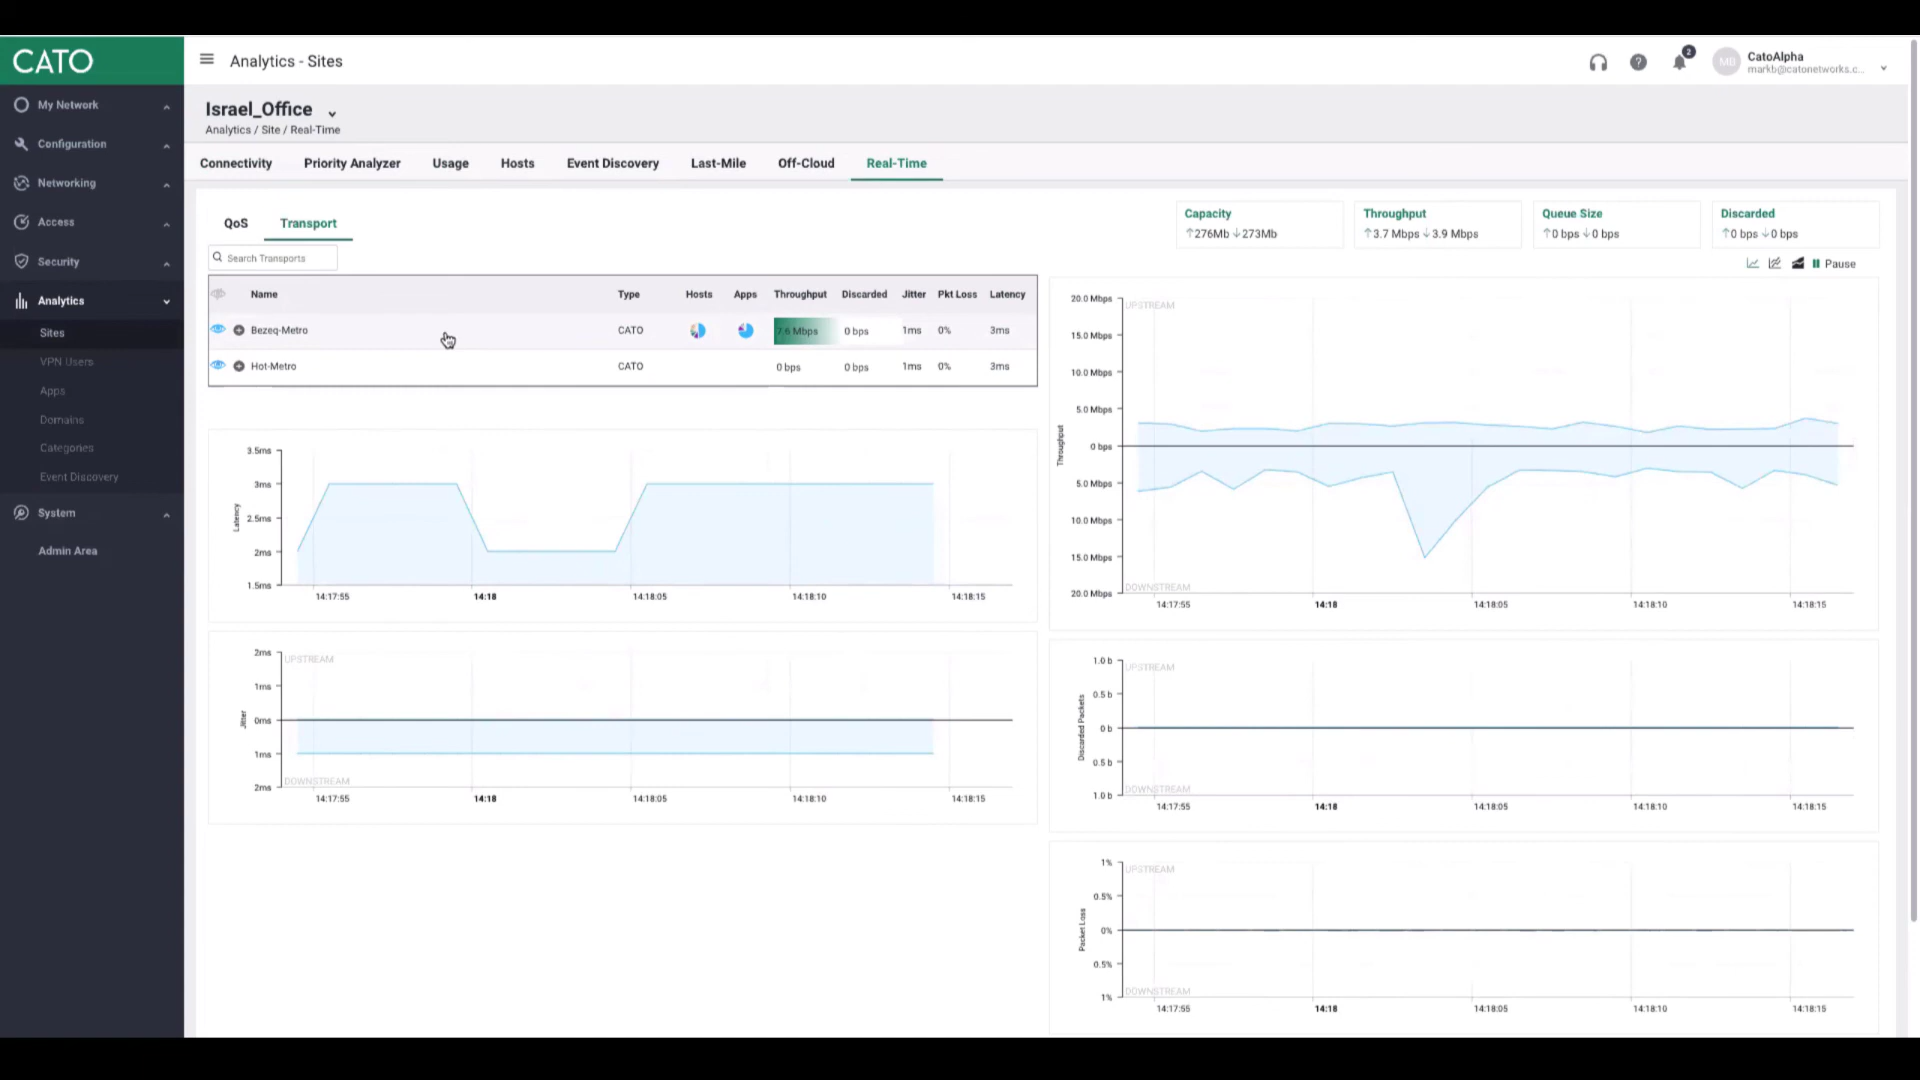 CATO
Analytics - Sites
2
MB
CatoAlpha
markb@catonetworks.c...
My Network
Configuration
Networking
Access
Security
Analytics
Sites
VPN Users
Apps
Domains
Categories
Event Discovery
System
Admin Area
Israel_Office
Analytics / Site / Real-Time
Connectivity Priority Analyzer Usage Hosts Event Discovery Last-Mile Off-Cloud Real-Time
QoS Transport
Search Transports
Capacity
↑276Mb ↓273Mb
Throughput
↑3.7 Mbps ↓3.9 Mbps
Queue Size
↑0 bps ↓0 bps
Discarded
↑0 bps ↓0 bps
Pause
Name Type Hosts Apps Throughput Discarded Jitter Pkt Loss Latency
Bezeq-Metro CATO 7.6 Mbps 0 bps 1ms 0% 3ms
Hot-Metro CATO 0 bps 0 bps 1ms 0% 3ms
Latency
3.5ms
3ms
2.5ms
2ms
1.5ms
14:17:55 14:18 14:18:05 14:18:10 14:18:15
Jitter
2ms UPSTREAM
1ms
0ms
1ms
2ms DOWNSTREAM
14:17:55 14:18 14:18:05 14:18:10 14:18:15
Throughput
20.0 Mbps UPSTREAM
15.0 Mbps
10.0 Mbps
5.0 Mbps
0 bps
5.0 Mbps
10.0 Mbps
15.0 Mbps
20.0 Mbps DOWNSTREAM
14:17:55 14:18 14:18:05 14:18:10 14:18:15
Discarded Packets
1.0 b UPSTREAM
0.5 b
0 b
0.5 b
1.0 b DOWNSTREAM
14:17:55 14:18 14:18:05 14:18:10 14:18:15
Packet Loss
1% UPSTREAM
0.5%
0%
0.5%
1% DOWNSTREAM
14:17:55 14:18 14:18:05 14:18:10 14:18:15